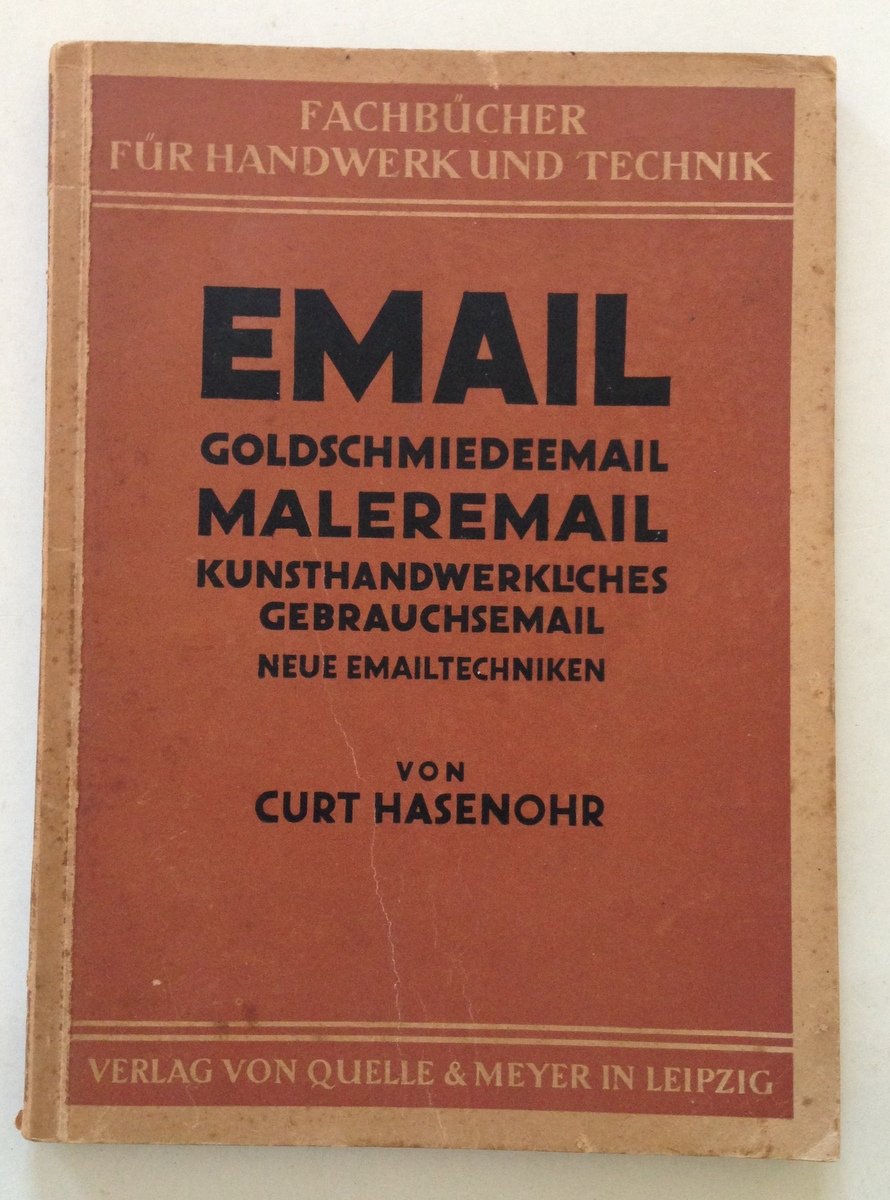 FACHBÜCHER
FÜR HANDWERK UND TECHNIK
EMAIL
GOLDSCHMIEDEEMAIL
MALEREMAIL
KUNSTHANDWERKLICHES
GEBRAUCHSEMAIL
NEUE EMAILTECHNIKEN
VON
CURT HASENOHR
VERLAG VON QUELLE & MEYER IN LEIPZIG